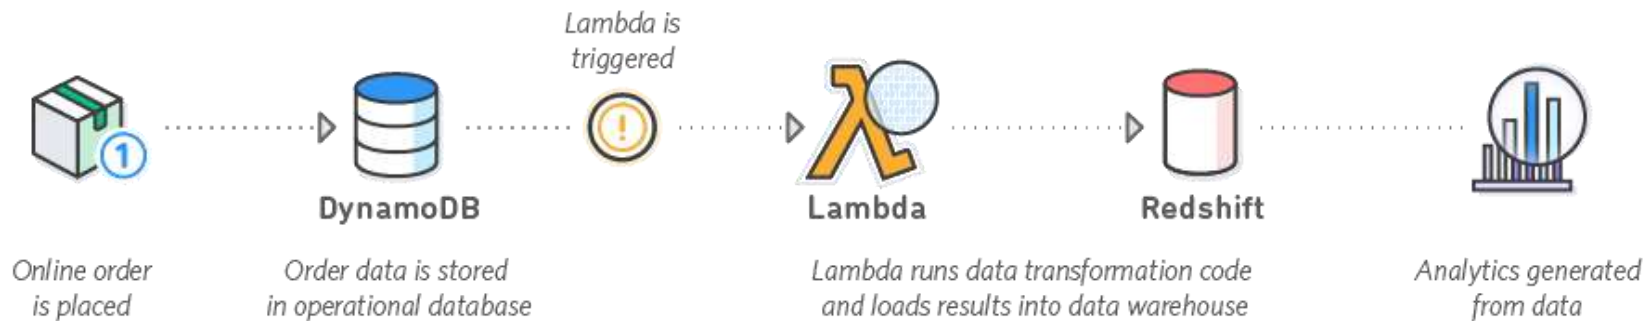 Lambda is
triggered
1
!
DynamoDB
Lambda
Redshift
Online order
is placed
Order data is stored
in operational database
Lambda runs data transformation code
and loads results into data warehouse
Analytics generated
from data